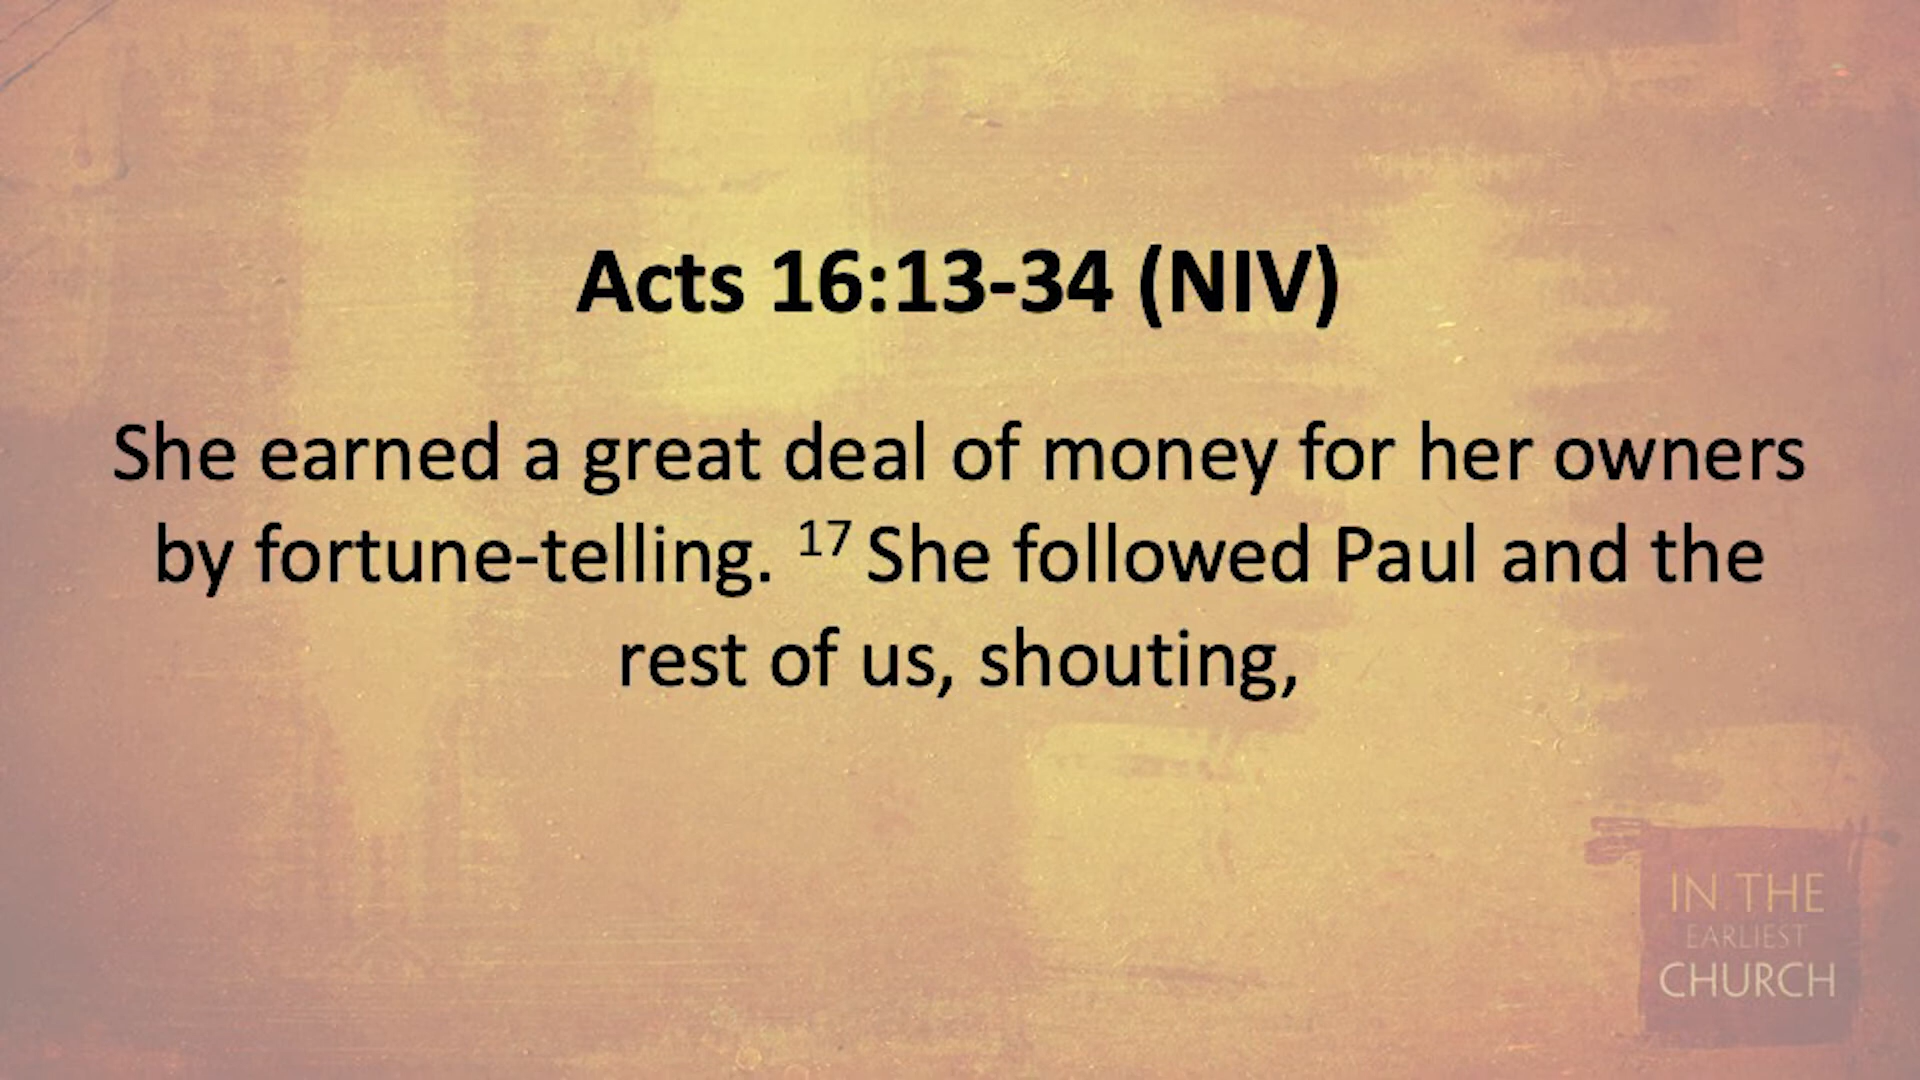 Acts 16:13-34 (NIV)
She earned a great deal of money for her owners
by fortune-telling. ¹⁷ She followed Paul and the
rest of us, shouting,
IN THE
EARLIEST
CHURCH